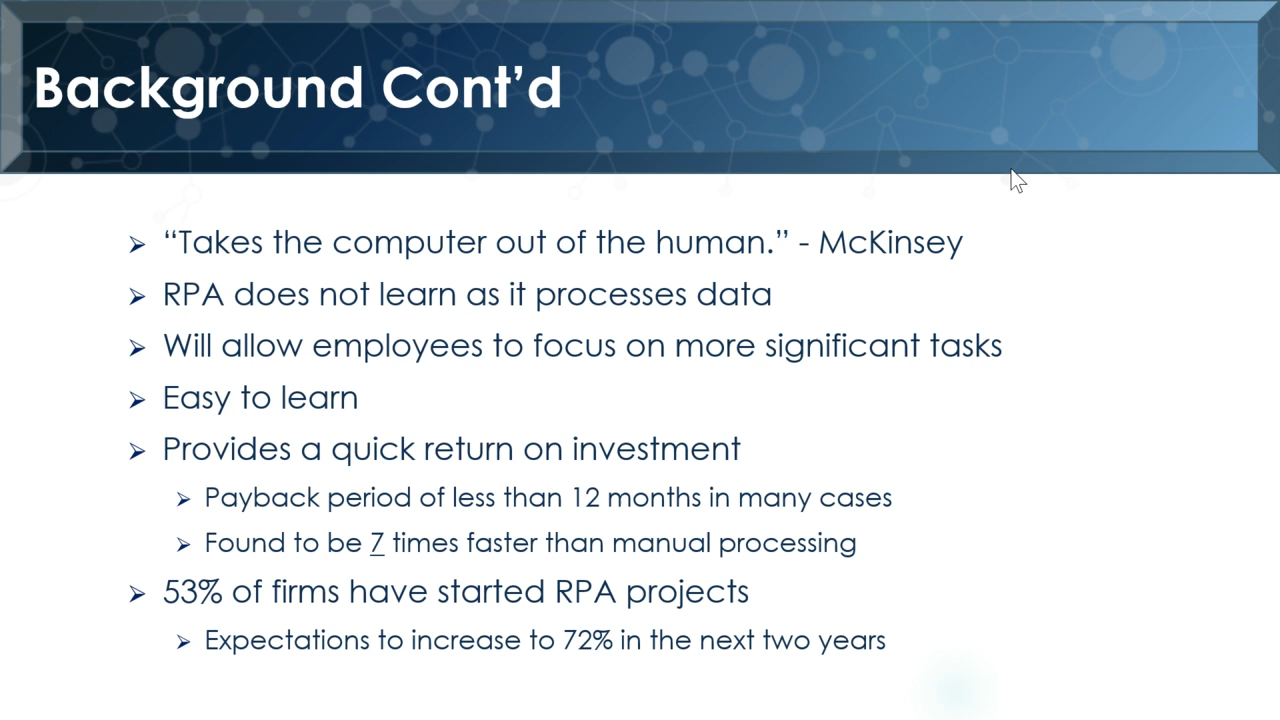 Background Cont’d
➢ “Takes the computer out of the human.” - McKinsey
➢ RPA does not learn as it processes data
➢ Will allow employees to focus on more significant tasks
➢ Easy to learn
➢ Provides a quick return on investment
➢ Payback period of less than 12 months in many cases
➢ Found to be 7 times faster than manual processing
➢ 53% of firms have started RPA projects
➢ Expectations to increase to 72% in the next two years